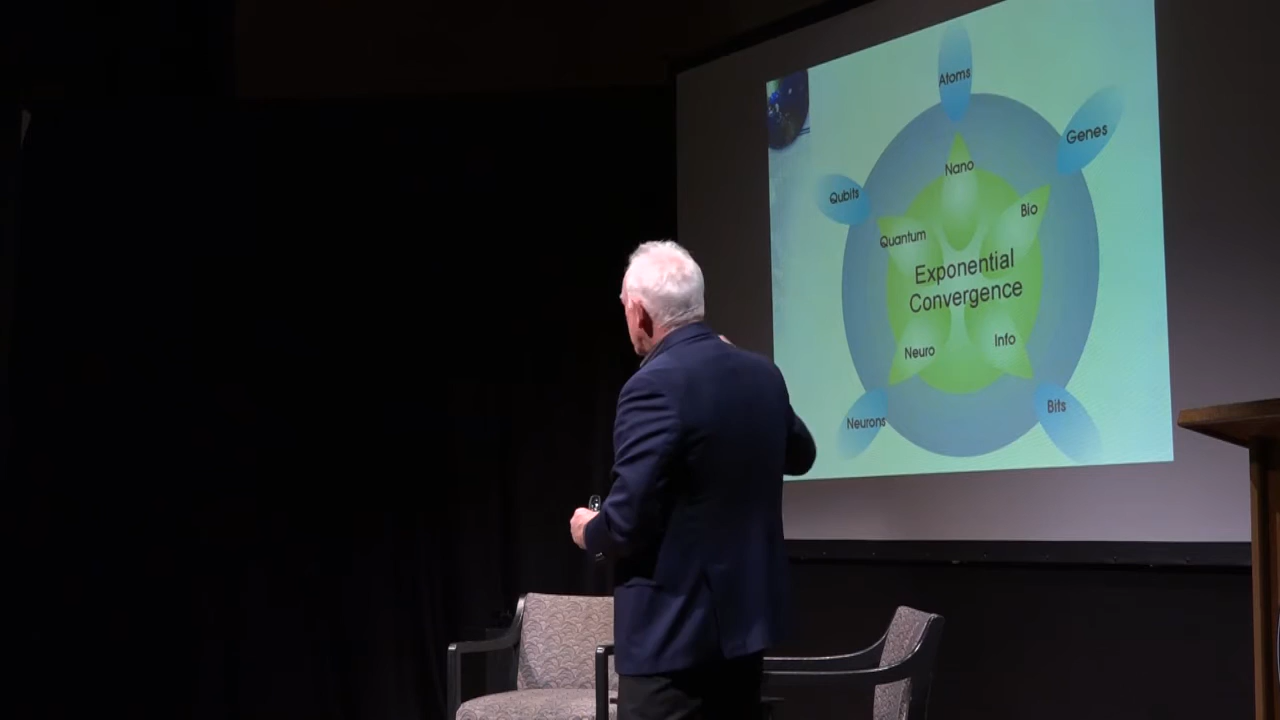 Atoms
Genes
Nano
Qubits
Bio
Quantum
Exponential
Convergence
Neuro
Info
Neurons
Bits